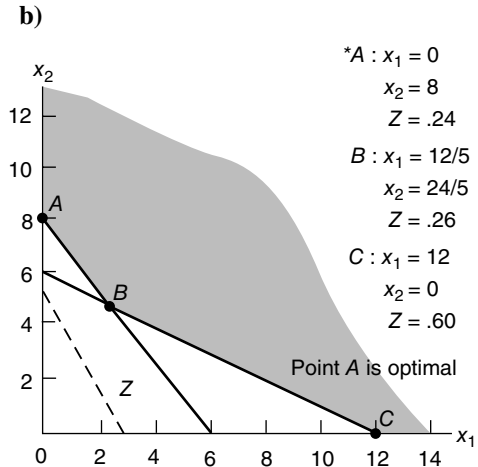 b)
x₂
12
10
8
6
4
2
0
2
4
6
8
10
12
14
x₁
A
B
C
Z
*A : x₁ = 0
x₂ = 8
Z = .24
B : x₁ = 12/5
x₂ = 24/5
Z = .26
C : x₁ = 12
x₂ = 0
Z = .60
Point A is optimal